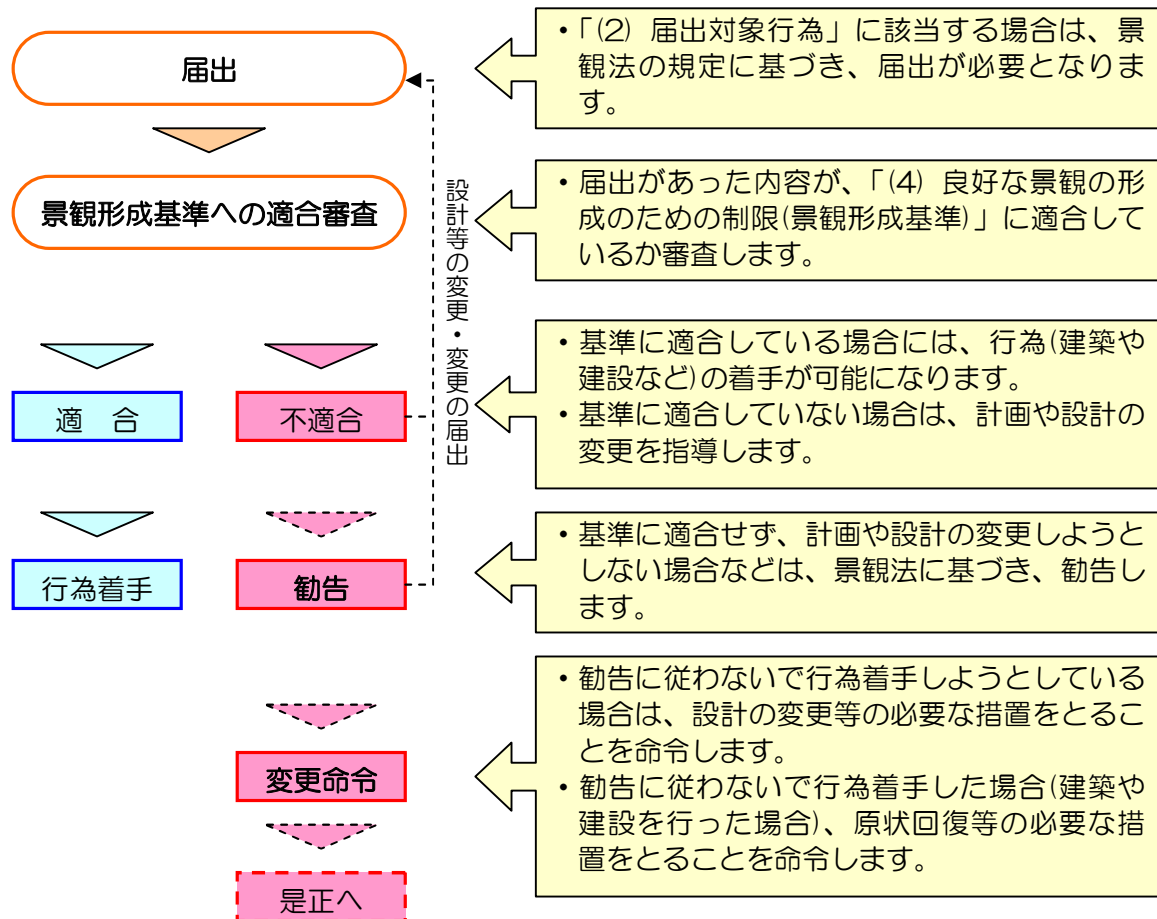 届出
・「(2) 届出対象行為」に該当する場合は、景
観法の規定に基づき、届出が必要となりま
す。
景観形成基準への適合審査
・届出があった内容が、「(4) 良好な景観の形
成のための制限(景観形成基準)」に適合して
いるか審査します。
設計等の変更・変更の届出
適　合
不適合
・基準に適合している場合には、行為(建築や
建設など)の着手が可能になります。
・基準に適合していない場合は、計画や設計の
変更を指導します。
行為着手
勧告
・基準に適合せず、計画や設計の変更しようと
しない場合などは、景観法に基づき、勧告し
ます。
変更命令
・勧告に従わないで行為着手しようとしている
場合は、設計の変更等の必要な措置をとるこ
とを命令します。
・勧告に従わないで行為着手した場合(建築や
建設を行った場合)、原状回復等の必要な措
置をとることを命令します。
是正へ